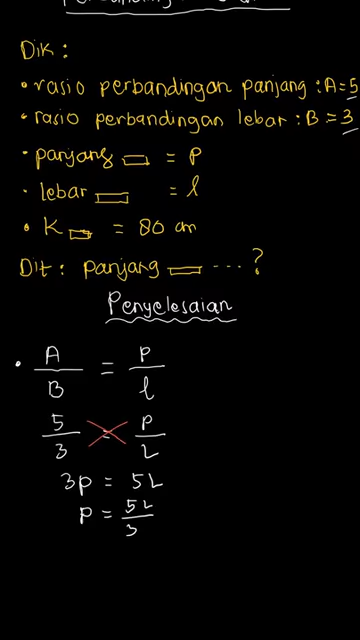 Dik :
• rasio perbandingan panjang : A = 5
• rasio perbandingan lebar : B = 3
• panjang ▭ = p
• lebar ▭ = l
• K ▭ = 80 cm
Dit : panjang ▭ ... ?
Penyelesaian
• A/B = P/l
5/3 = P/L
3p = 5L
p = 5L/3